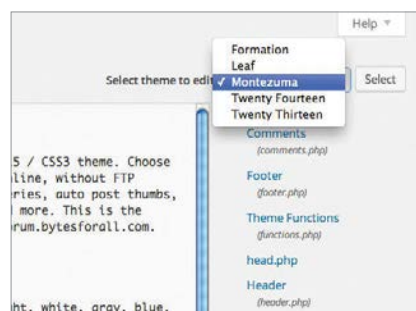 Help ▼
Formation
Leaf
Select theme to edit ✓ Montezuma Select
Twenty Fourteen
Twenty Thirteen
Comments
(comments.php)
5 / CSS3 theme. Choose
Footer
line, without FTP
(footer.php)
ries, auto post thumbs,
Theme Functions
more. This is the
(functions.php)
rum.bytesforall.com.
head.php
Header
(header.php)
ht, white, gray, blue,